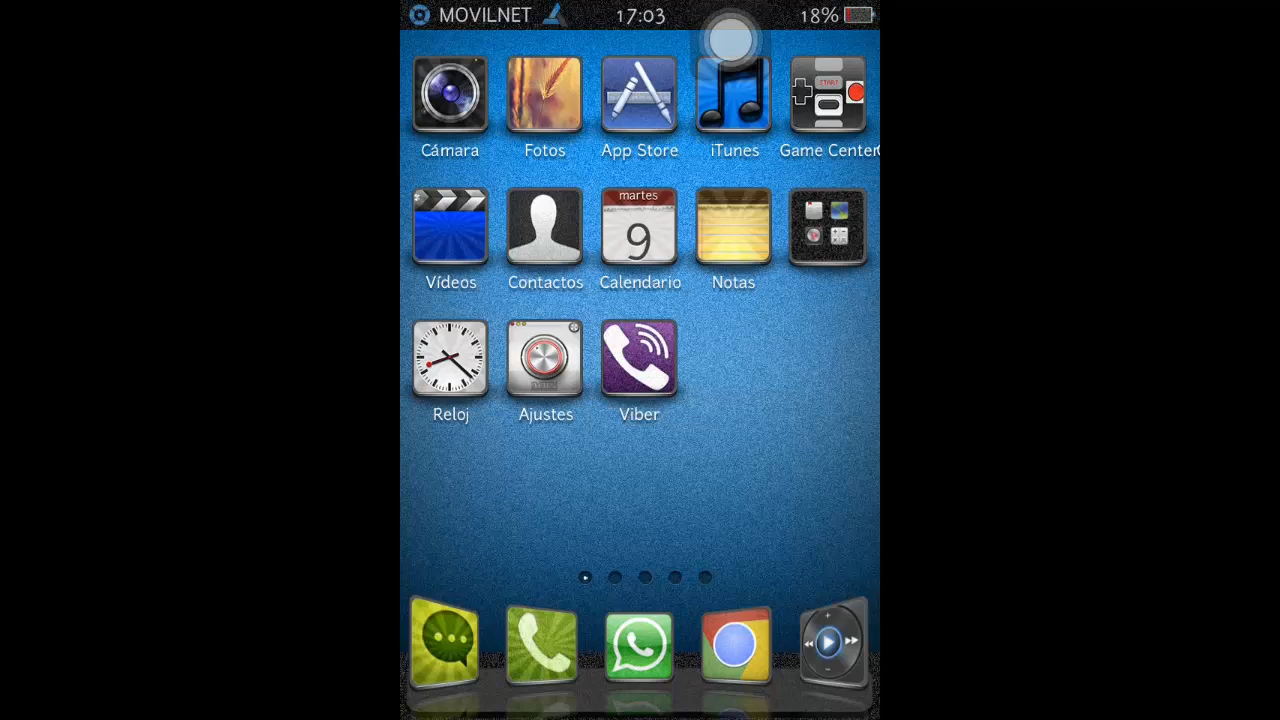 MOVILNET 17:03 18%
Cámara Fotos App Store iTunes Game Center
START
martes
9
Vídeos Contactos Calendario Notas
Reloj Ajustes Viber